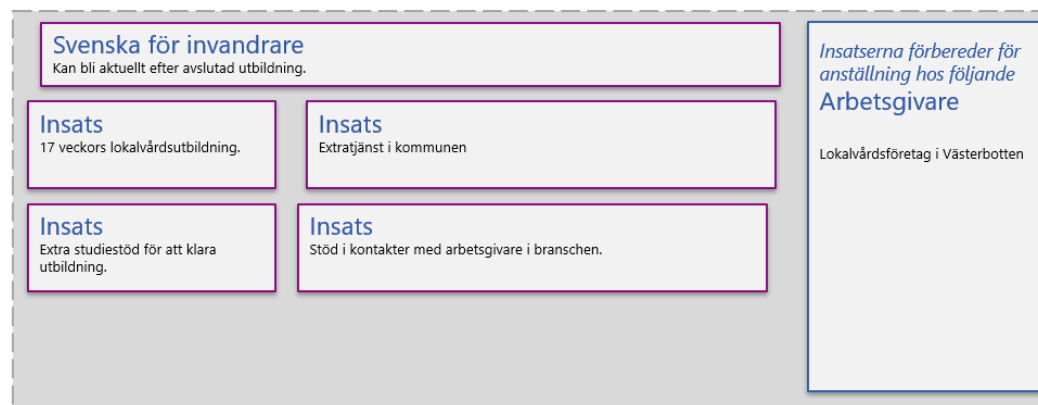 Svenska för invandrare
Kan bli aktuellt efter avslutad utbildning.
Insats
17 veckors lokalvårdsutbildning.
Insats
Extratjänst i kommunen
Insats
Extra studiestöd för att klara
utbildning.
Insats
Stöd i kontakter med arbetsgivare i branschen.
Insatserna förbereder för
anställning hos följande
Arbetsgivare
Lokalvårdsföretag i Västerbotten